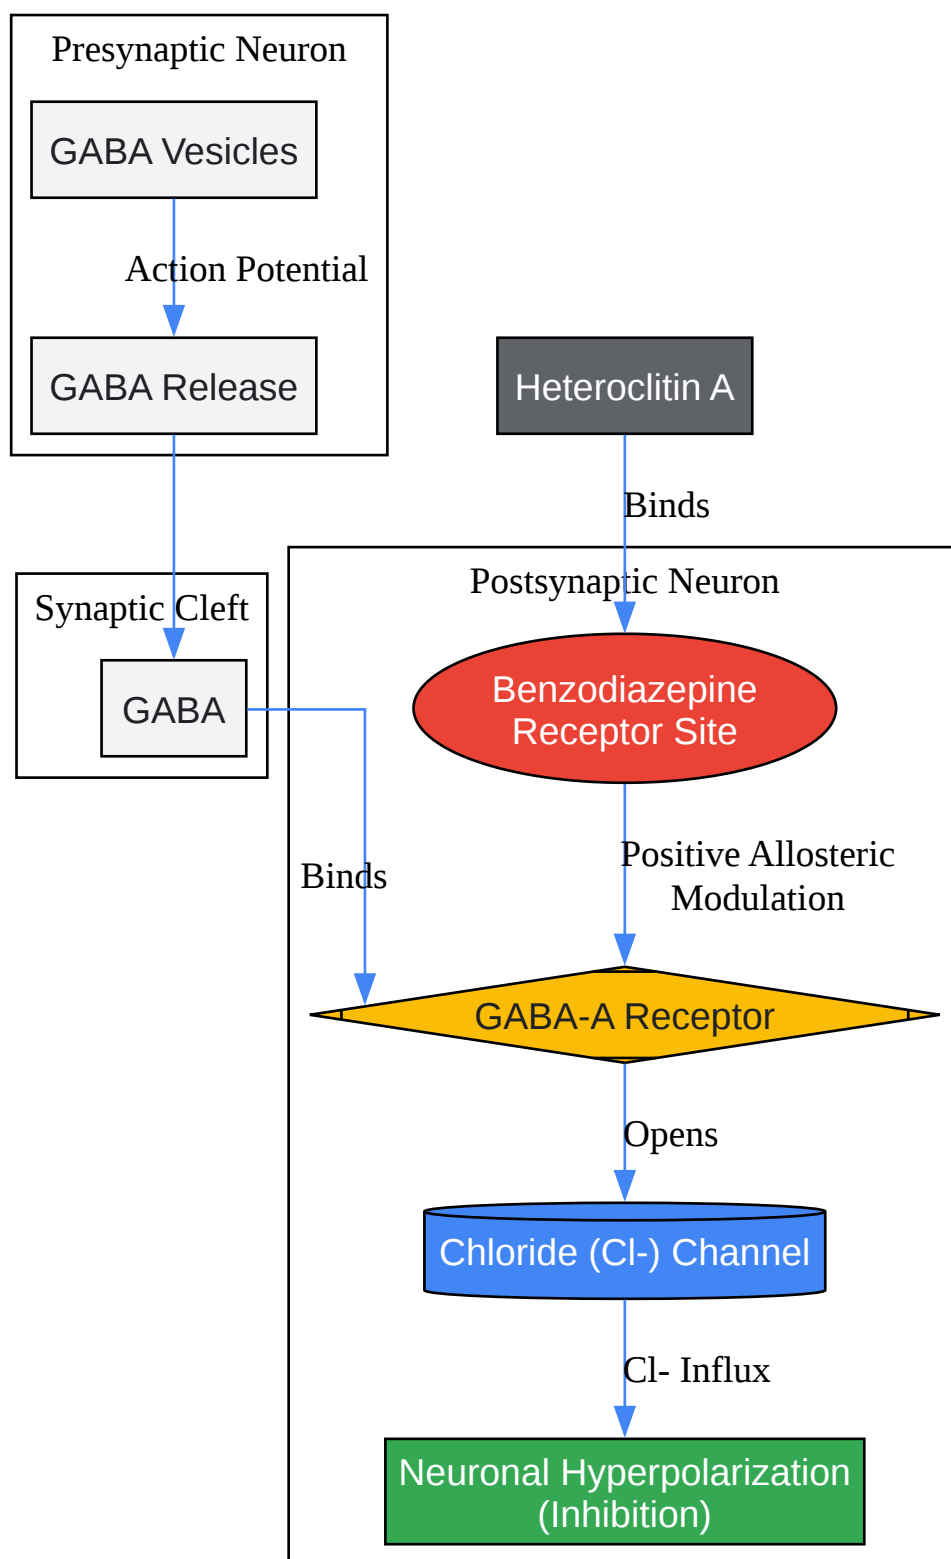 Presynaptic Neuron
GABA Vesicles
Action Potential
GABA Release
Heteroclitin A
Binds
Synaptic Cleft
GABA
Postsynaptic Neuron
Benzodiazepine
Receptor Site
Binds
Positive Allosteric
Modulation
GABA-A Receptor
Opens
Chloride (Cl-) Channel
Cl- Influx
Neuronal Hyperpolarization
(Inhibition)